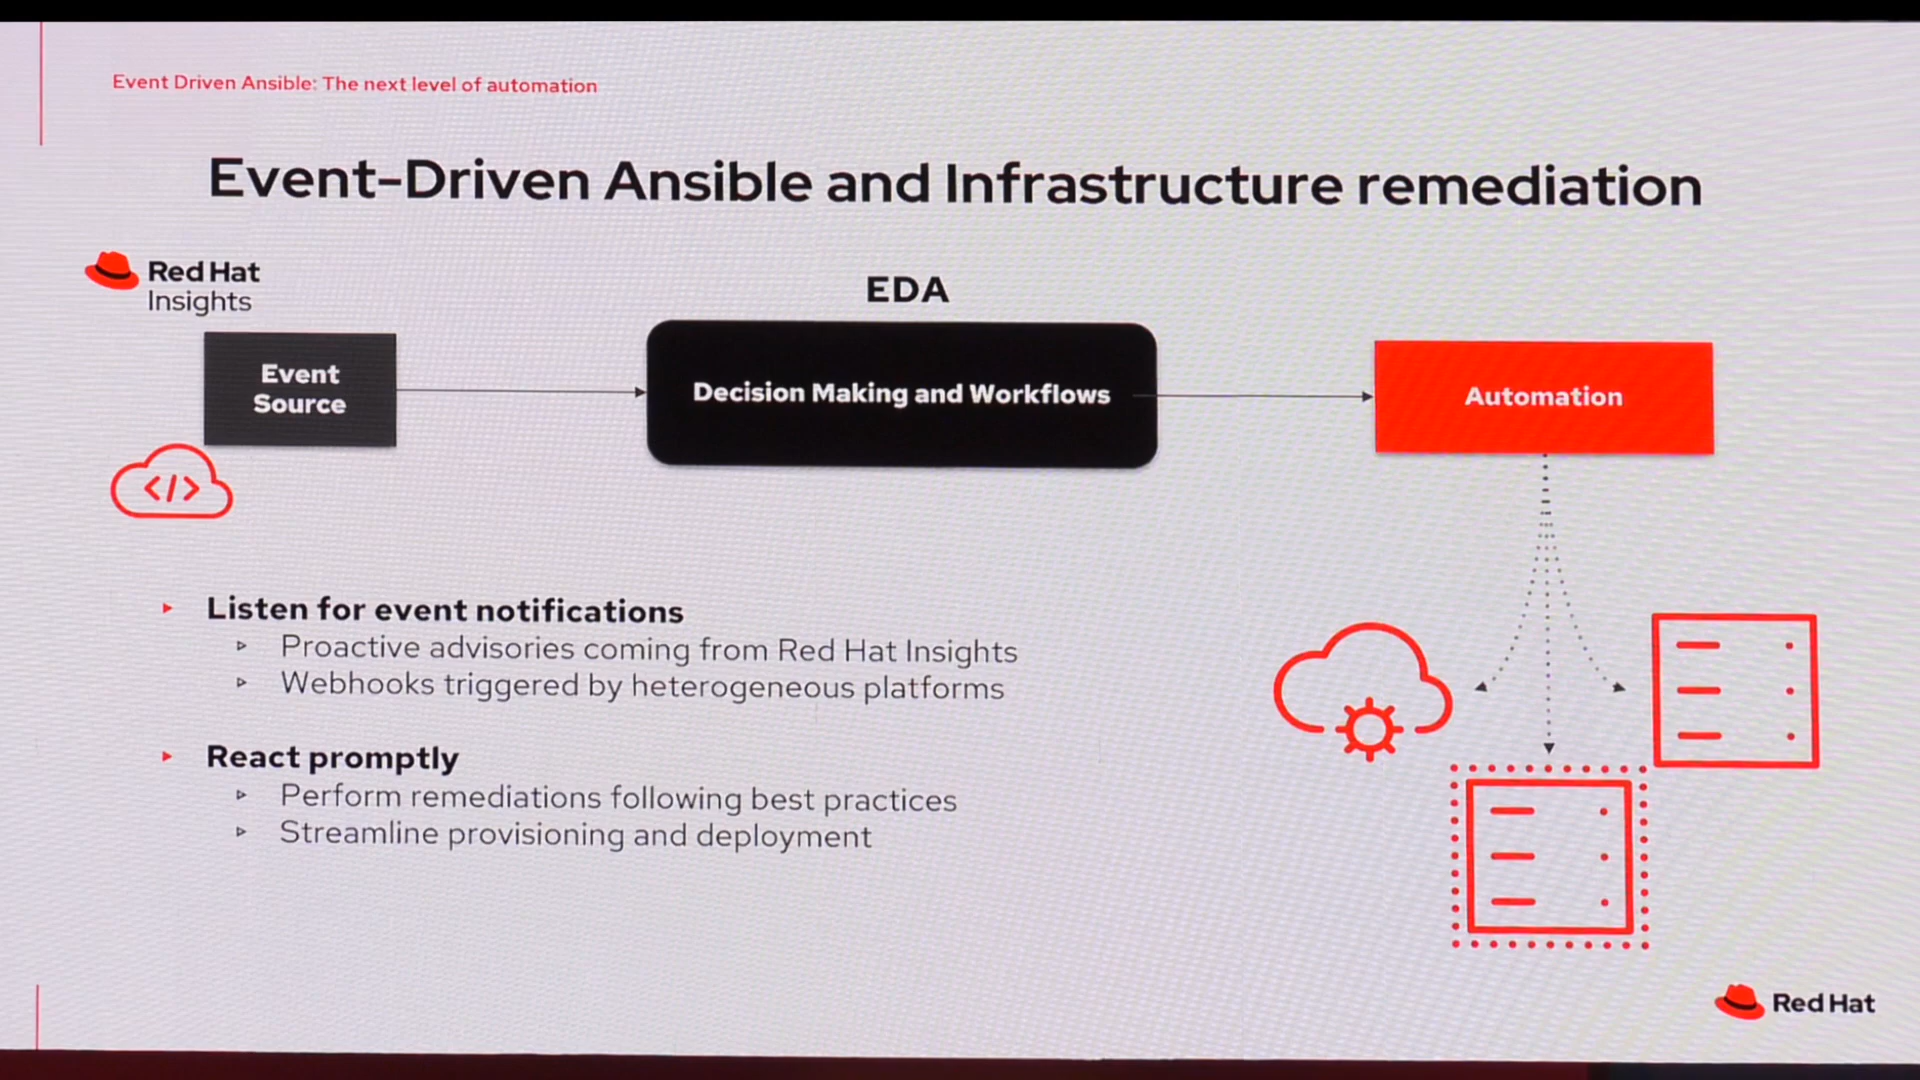 Event Driven Ansible: The next level of automation
Event-Driven Ansible and Infrastructure remediation
Red Hat
Insights
EDA
Event
Source
Decision Making and Workflows
Automation
</>
Listen for event notifications
Proactive advisories coming from Red Hat Insights
Webhooks triggered by heterogeneous platforms
React promptly
Perform remediations following best practices
Streamline provisioning and deployment
Red Hat